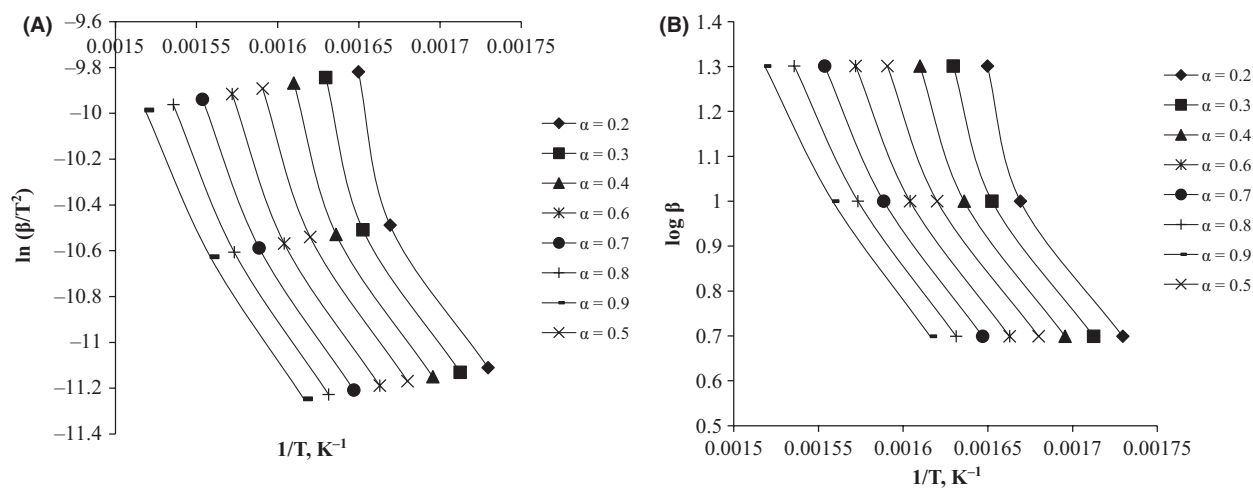 (A)
−9.6
0.0015 0.00155 0.0016 0.00165 0.0017 0.00175
−9.8
−10
−10.2
−10.4
−10.6
−10.8
−11
−11.2
−11.4
ln (β/T²)
1/T, K⁻¹
α = 0.2
α = 0.3
α = 0.4
α = 0.6
α = 0.7
α = 0.8
α = 0.9
α = 0.5
(B)
1.4
1.3
1.2
1.1
1
0.9
0.8
0.7
0.6
0.5
log β
0.0015 0.00155 0.0016 0.00165 0.0017 0.00175
1/T, K⁻¹
α = 0.2
α = 0.3
α = 0.4
α = 0.6
α = 0.7
α = 0.8
α = 0.9
α = 0.5